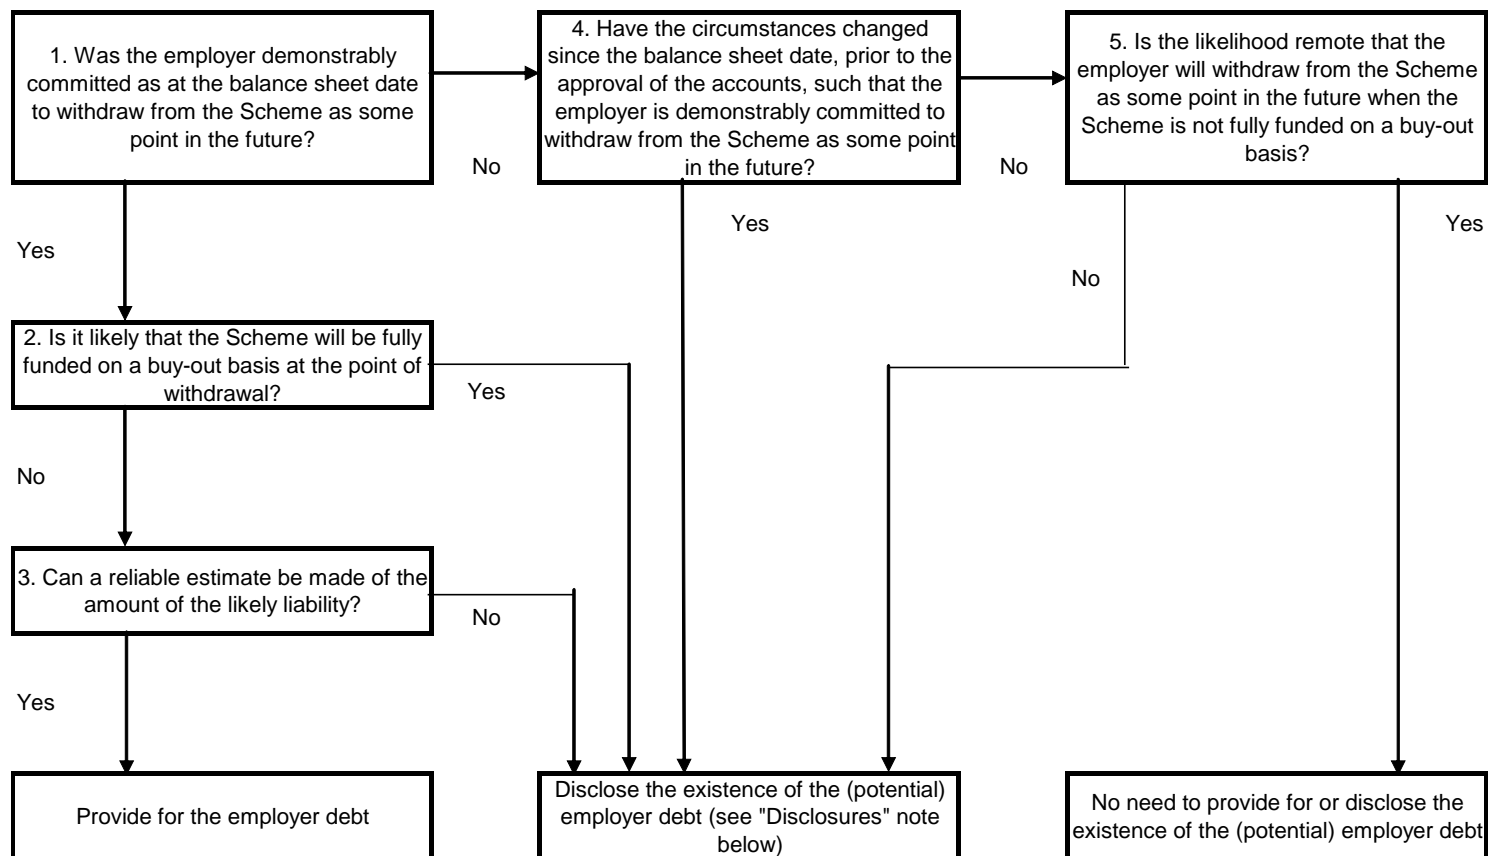 1. Was the employer demonstrably
committed as at the balance sheet date
to withdraw from the Scheme as some
point in the future?
No
4. Have the circumstances changed
since the balance sheet date, prior to the
approval of the accounts, such that the
employer is demonstrably committed to
withdraw from the Scheme as some point
in the future?
No
5. Is the likelihood remote that the
employer will withdraw from the Scheme
as some point in the future when the
Scheme is not fully funded on a buy-out
basis?
Yes
Yes
No
Yes
2. Is it likely that the Scheme will be fully
funded on a buy-out basis at the point of
withdrawal?
Yes
No
3. Can a reliable estimate be made of the
amount of the likely liability?
No
Yes
Provide for the employer debt
Disclose the existence of the (potential)
employer debt (see "Disclosures" note
below)
No need to provide for or disclose the
existence of the (potential) employer debt